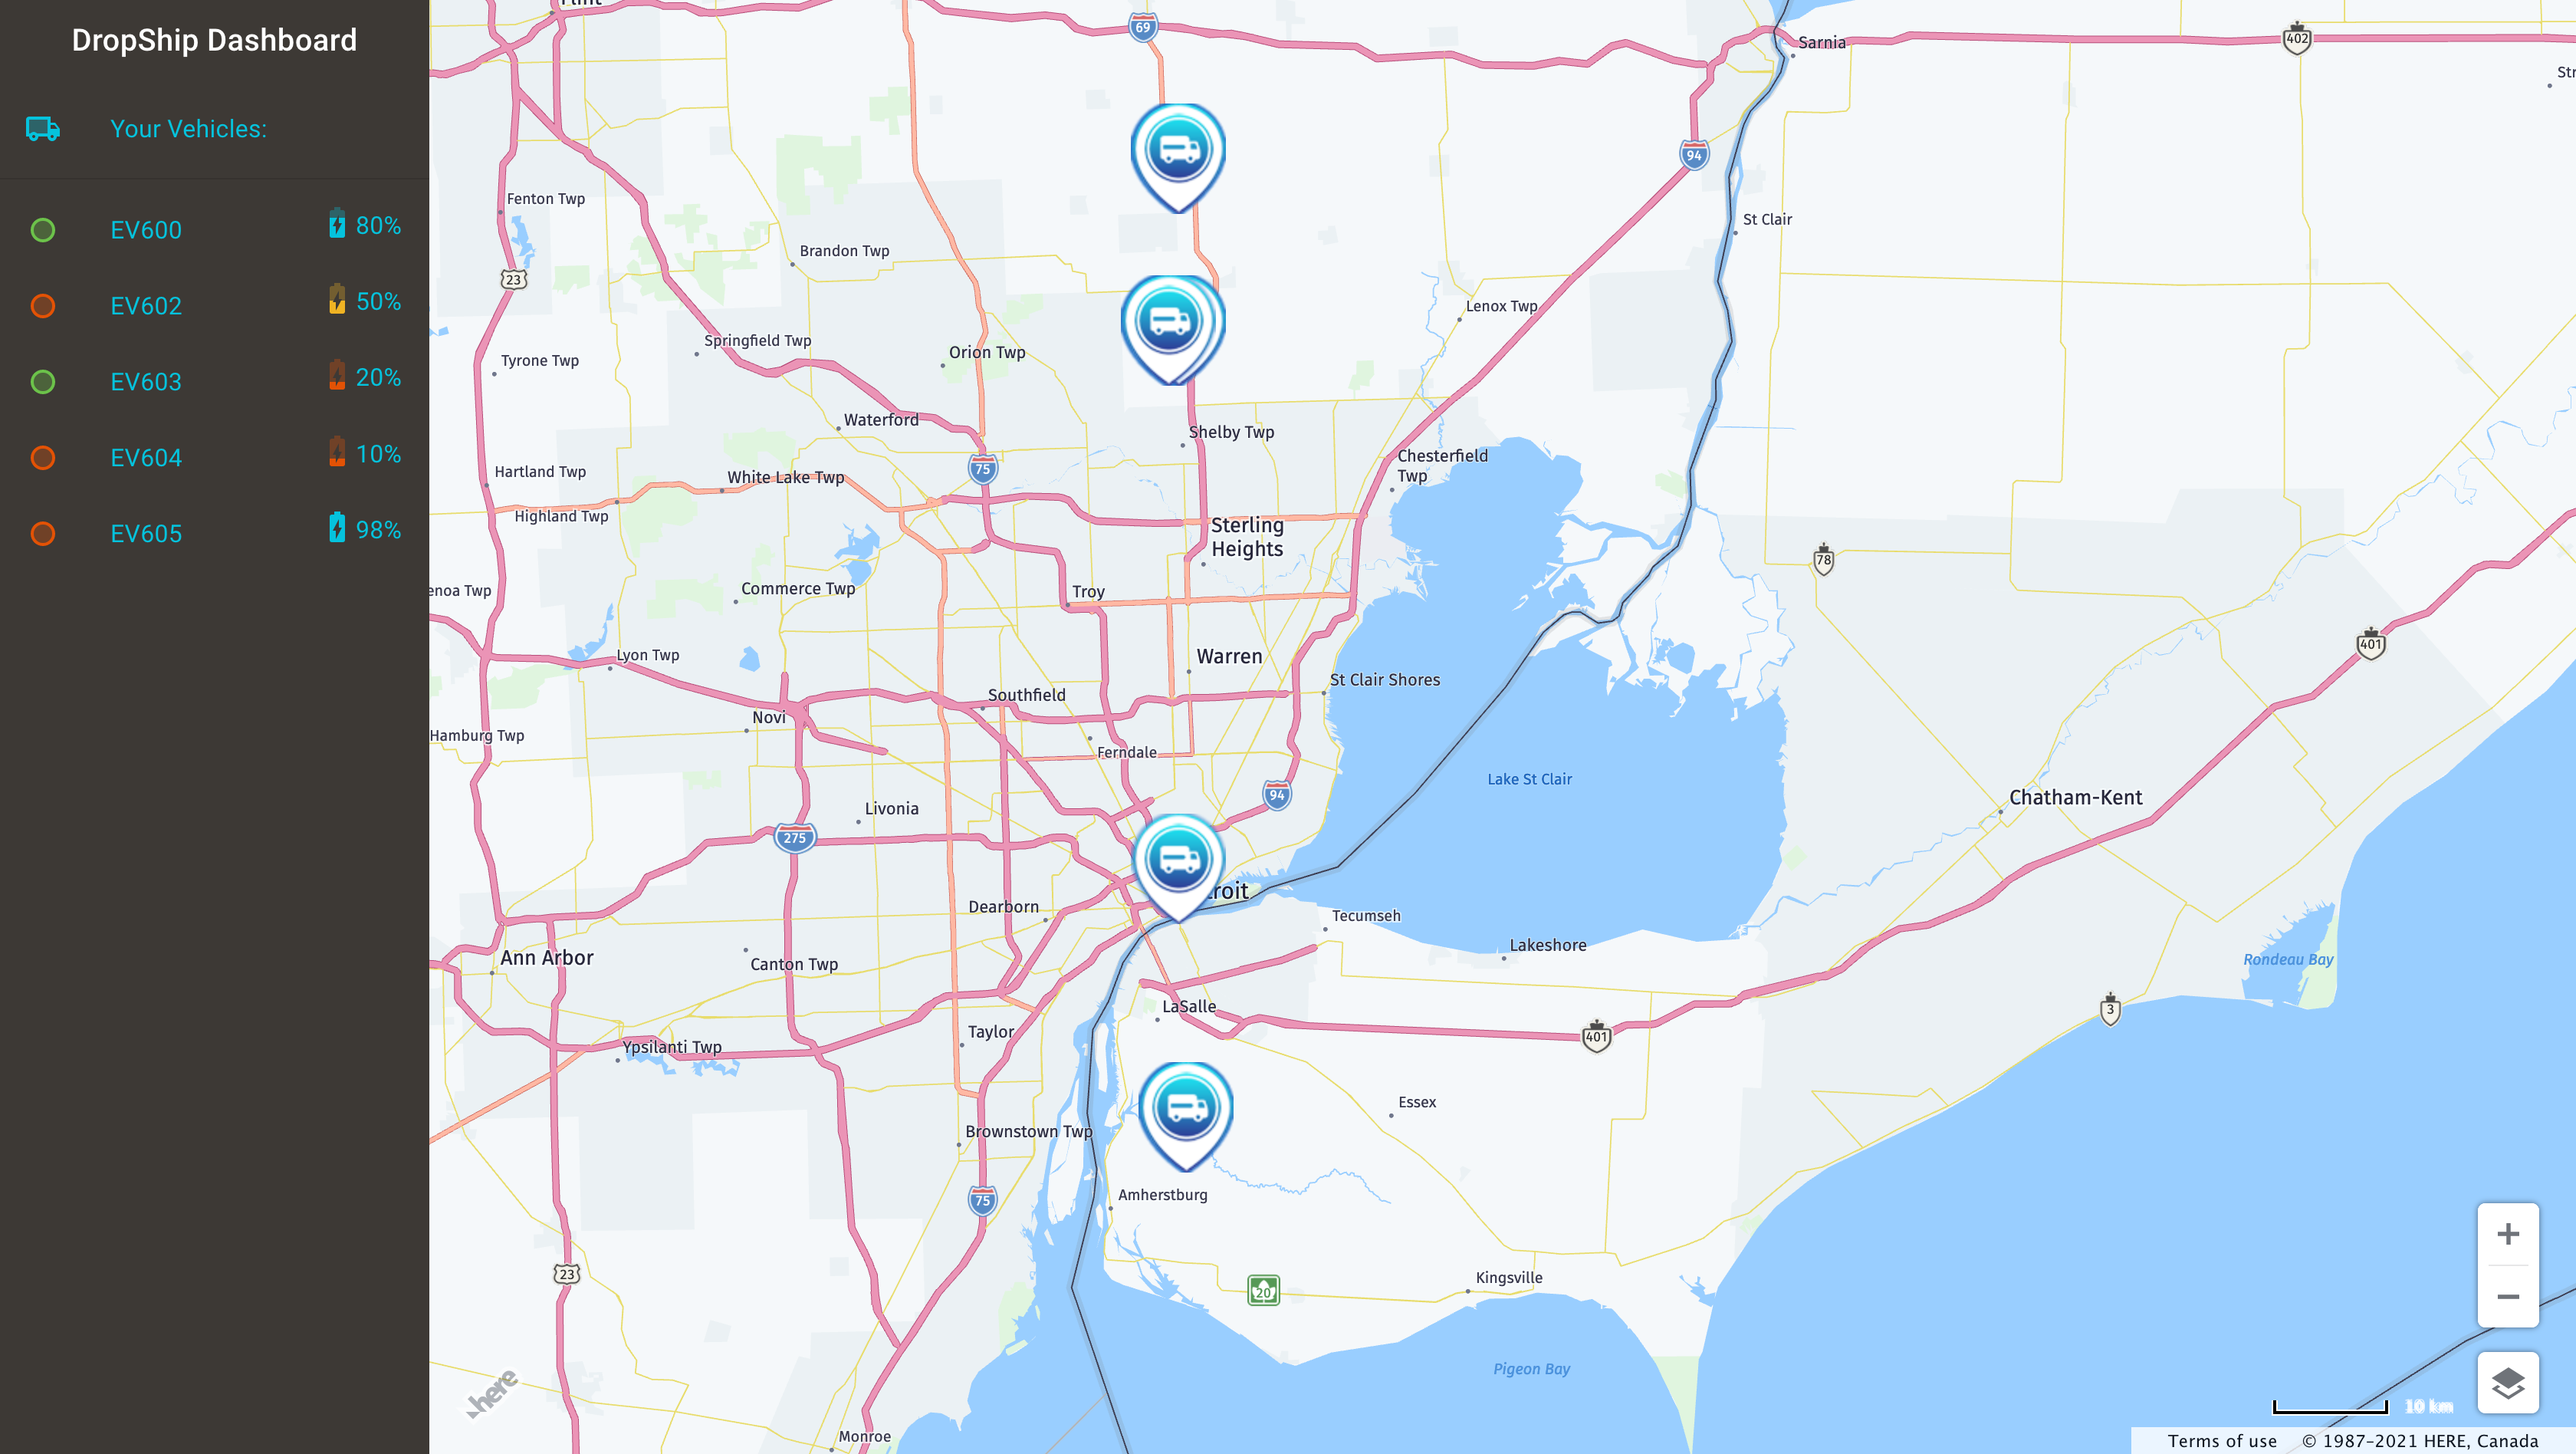 DropShip Dashboard
Your Vehicles:
EV600 80%
EV602 50%
EV603 20%
EV604 10%
EV605 98%
69
Sarnia
402
94
Fenton Twp
St Clair
Brandon Twp
23
Lenox Twp
Springfield Twp
Orion Twp
Tyrone Twp
Waterford
Shelby Twp
Chesterfield
Twp
75
Hartland Twp
White Lake Twp
Highland Twp
Sterling
Heights
78
Commerce Twp
enoa Twp
Troy
401
Lyon Twp
Warren
St Clair Shores
Southfield
Novi
Hamburg Twp
Ferndale
Lake St Clair
94
Chatham-Kent
Livonia
275
roit
Dearborn
Tecumseh
Lakeshore
Ann Arbor
Canton Twp
Rondeau Bay
LaSalle
3
Taylor
401
Ypsilanti Twp
Essex
Brownstown Twp
Amherstburg
75
23
20
Kingsville
Pigeon Bay
here
10 km
Monroe
Terms of use © 1987–2021 HERE, Canada